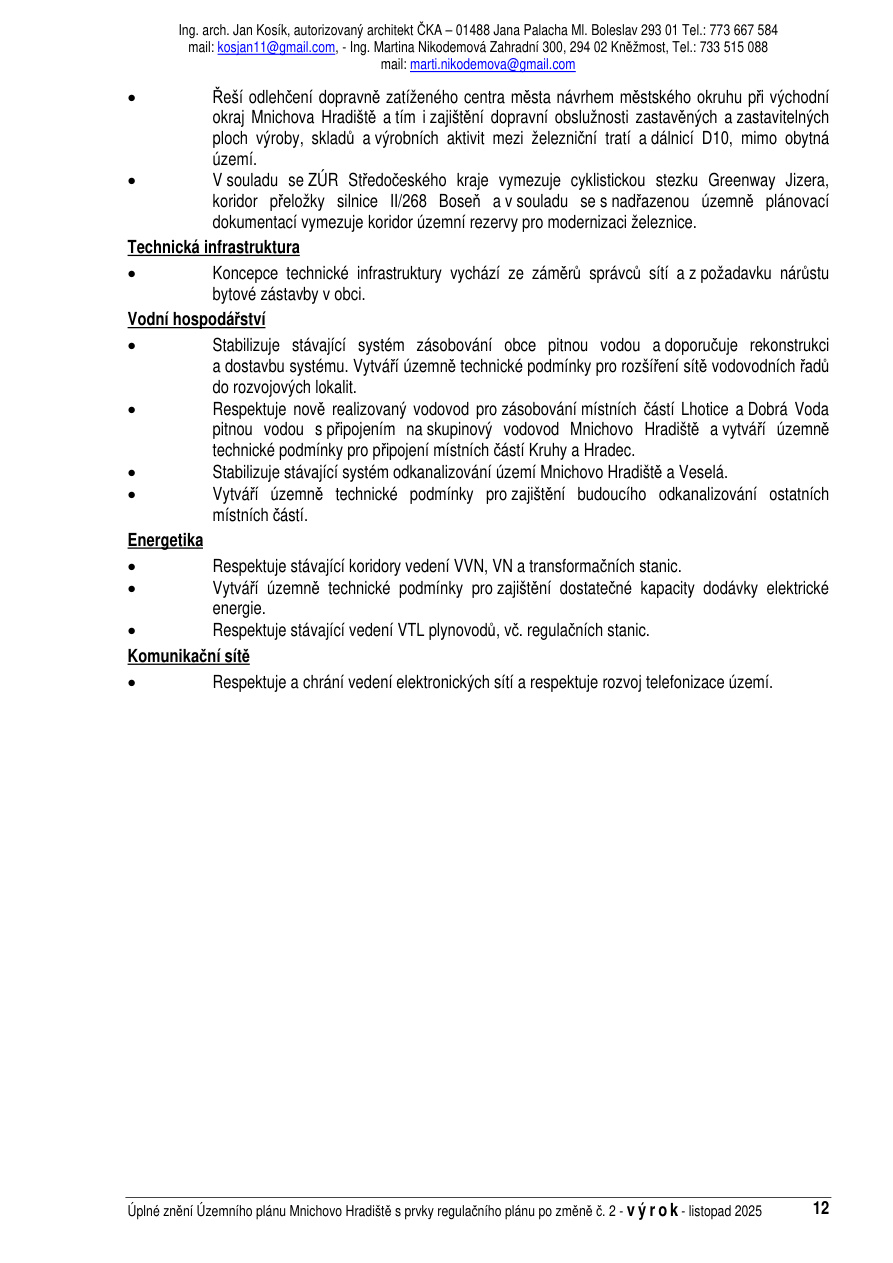 Ing. arch. Jan Kosík, autorizovaný architekt ČKA – 01488 Jana Palacha Ml. Boleslav 293 01 Tel.: 773 667 584
mail: kosjan11@gmail.com, - Ing. Martina Nikodemová Zahradní 300, 294 02 Kněžmost, Tel.: 733 515 088
mail: marti.nikodemova@gmail.com
• Řeší odlehčení dopravně zatíženého centra města návrhem městského okruhu při východní
okraj Mnichova Hradiště a tím i zajištění dopravní obslužnosti zastavěných a zastavitelných
ploch výroby, skladů a výrobních aktivit mezi železniční tratí a dálnicí D10, mimo obytná
území.
• V souladu se ZÚR Středočeského kraje vymezuje cyklistickou stezku Greenway Jizera,
koridor přeložky silnice II/268 Boseň a v souladu se s nadřazenou územně plánovací
dokumentací vymezuje koridor územní rezervy pro modernizaci železnice.
Technická infrastruktura
• Koncepce technické infrastruktury vychází ze záměrů správců sítí a z požadavku nárůstu
bytové zástavby v obci.
Vodní hospodářství
• Stabilizuje stávající systém zásobování obce pitnou vodou a doporučuje rekonstrukci
a dostavbu systému. Vytváří územně technické podmínky pro rozšíření sítě vodovodních řadů
do rozvojových lokalit.
• Respektuje nově realizovaný vodovod pro zásobování místních částí Lhotice a Dobrá Voda
pitnou vodou s připojením na skupinový vodovod Mnichovo Hradiště a vytváří územně
technické podmínky pro připojení místních částí Kruhy a Hradec.
• Stabilizuje stávající systém odkanalizování území Mnichovo Hradiště a Veselá.
• Vytváří územně technické podmínky pro zajištění budoucího odkanalizování ostatních
místních částí.
Energetika
• Respektuje stávající koridory vedení VVN, VN a transformačních stanic.
• Vytváří územně technické podmínky pro zajištění dostatečné kapacity dodávky elektrické
energie.
• Respektuje stávající vedení VTL plynovodů, vč. regulačních stanic.
Komunikační sítě
• Respektuje a chrání vedení elektronických sítí a respektuje rozvoj telefonizace území.
Úplné znění Územního plánu Mnichovo Hradiště s prvky regulačního plánu po změně č. 2 - v ý r o k - listopad 2025 12